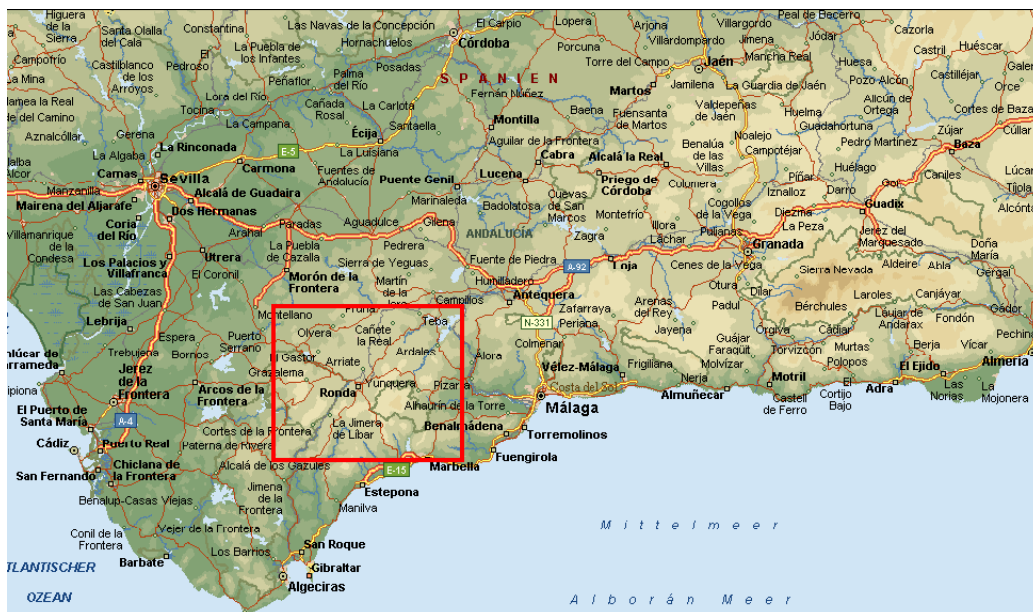 Higuera de la Sierra
Santa Olalla del Cala
Constantina
Las Navas de la Concepción
El Carpio
Lopera
Arjona
Villargordo
Peal de Becerro
Cazorla
Huéscar
Hornachuelos
Córdoba
Porcuna
Villardompardo
Jimena
Jódar
Castril
Campofrío
Castilblanco de los Arroyos
El Pedroso
La Puebla de los Infantes
Posadas
SPANIEN
Torre del Campo
Jaén
Mancha Real
Huesa
Pozo Alcón
Castilléjar
Galera
La Mina
Peñaflor
Palma del Río
Fernán Núñez
Martos
Jamilena
La Guardia de Jaén
Orce
Lora del Río
Cañada Rosal
La Carlota
Baena
Fuensanta de Martos
Valdepeñas de Jaén
Huelma
Allcún de Ortega
Cortes de Baza
Tocina
Aznalcóllar
Gerena
La Campana
Écija
Santaella
Montilla
Aguilar de la Frontera
Noalejo
Guadahortuna
Pedro Martínez
Zújar
La Rinconada
La Algaba
E-5
La Luisiana
Cabra
Alcalá la Real
Benalúa de las Villas
Campotéjar
Huélago
Baza
Cúllar
Camas
Sevilla
Carmona
Fuentes de Andalucía
Puente Genil
Lucena
Priego de Córdoba
Columera
Píñar
Iznalloz
Darro
Gor
Caniles
Manzanilla
Mairena del Aljarafe
Alcalá de Guadaira
Marinaleda
Badolatosa
Cuevas de San Marcos
Montefrío
Cogollos de la Vega
Diezma
Guadix
Tíjola
Coria del Río
Dos Hermanas
Paradas
Aguadulce
Gilena
ANDALUCÍA
Zagra
Illora
Láchar
Pulianas
La Peza
Granada
Jerez del Marquesado
Villamanrique de la Condesa
Arahal
La Puebla de Cazalla
Pedrera
Fuente de Piedra
A-92
Loja
Cenes de la Vega
Doña María
Los Palacios y Villafranca
Utrera
El Coronil
Morón de la Frontera
Sierra de Yeguas
Humilladero
Sierra Nevada
Aldeire
Ahla
Gérgal
Las Cabezas de San Juan
Martín de la
Campillos
Antequera
Arenas del Rey
Otura
Dílar
Padul
Bérchules
Laroles
Canjáyar
Lebrija
Espera
Montellano
Olvera
Cañete la Real
Teba
N-331
Zafarraya
Periana
Jayena
Órgiva
Cádiar
Láujar de Andarax
Fondón
Gádor
Trebujena
Bornos
Puerto Serrano
El Gastor
Arriate
Ardales
Álora
Colmenar
Guájar Faragüit
Torvizcón
Murtas
Berja
Vícar
Pechina
Jerez de la Frontera
Grazalema
Ronda
Yunquera
Pizarra
Vélez-Málaga
Frigiliana
Molvízar
Polopos
El Ejido
Almería
Arcos de la Frontera
Costa del Sol
Nerja
Almuñecar
Motril
Adra
El Puerto de Santa María
A-4
La Jimera de Líbar
Alhaurín de la Torre
Málaga
Castell de Ferro
El Cortijo Bajo
Las Norias
La Mojonera
Cádiz
Puerto Real
Paterna de Rivera
Cortes de la Frontera
Benalmádena
Torremolinos
San Fernando
Chiclana de la Frontera
Alcalá de los Gazules
E-15
Marbella
Fuengirola
Benalup-Casas Viejas
Jimena de la Frontera
Estepona
Manilva
Conil de la Frontera
Vejer de la Frontera
Mittelmeer
Barbate
Los Barrios
San Roque
Gibraltar
Algeciras
TLANTISCHER
OZEAN
Alborán Meer